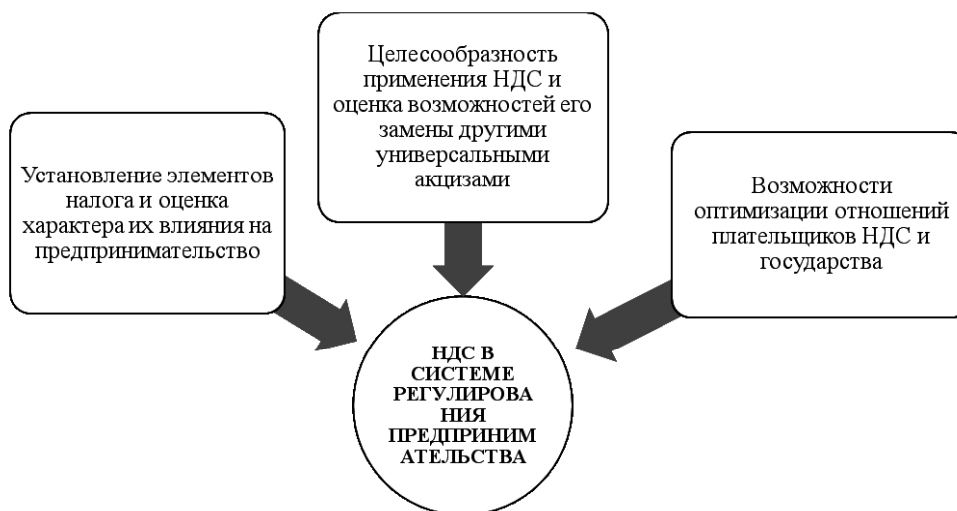 Целесообразность
применения НДС и
оценка возможностей его
замены другими
универсальными
акцизами
Установление элементов
налога и оценка
характера их влияния на
предпринимательство
Возможности
оптимизации отношений
плательщиков НДС и
государства
НДС В
СИСТЕМЕ
РЕГУЛИРОВА
НИЯ
ПРЕДПРИНИМ
АТЕЛЬСТВА